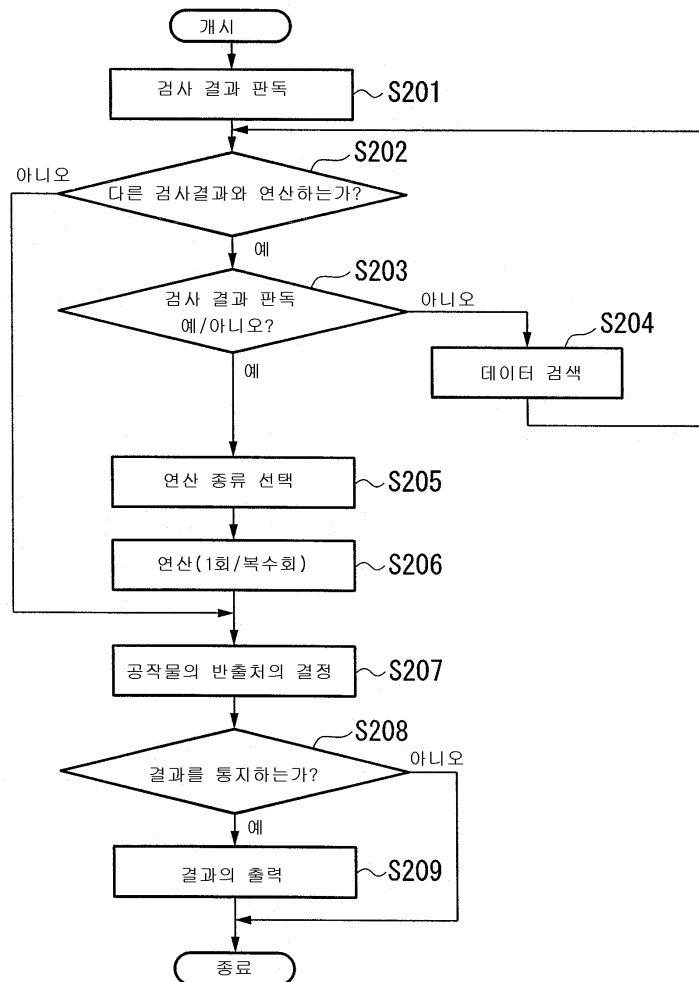 개시
검사 결과 판독
S201
S202
아니오
다른 검사결과와 연산하는가?
예
S203
검사 결과 판독
예/아니오?
아니오
S204
데이터 검색
예
연산 종류 선택
S205
연산(1회/복수회)
S206
공작물의 반출처의 결정
S207
S208
결과를 통지하는가?
아니오
예
결과의 출력
S209
종료